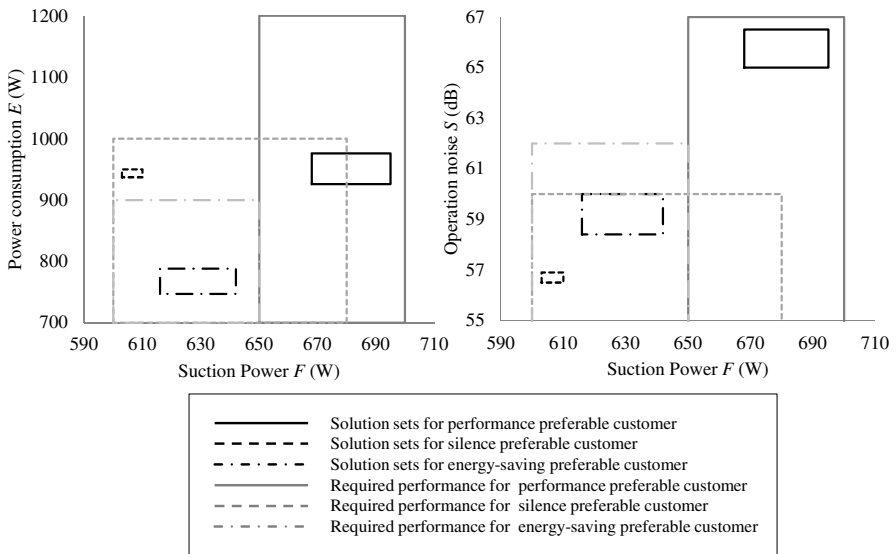 Power consumption E (W)
1200
1100
1000
900
800
700
590
610
630
650
670
690
710
Suction Power F (W)
Operation noise S (dB)
67
65
63
61
59
57
55
590
610
630
650
670
690
710
Suction Power F (W)
Solution sets for performance preferable customer
Solution sets for silence preferable customer
Solution sets for energy-saving preferable customer
Required performance for performance preferable customer
Required performance for silence preferable customer
Required performance for energy-saving preferable customer